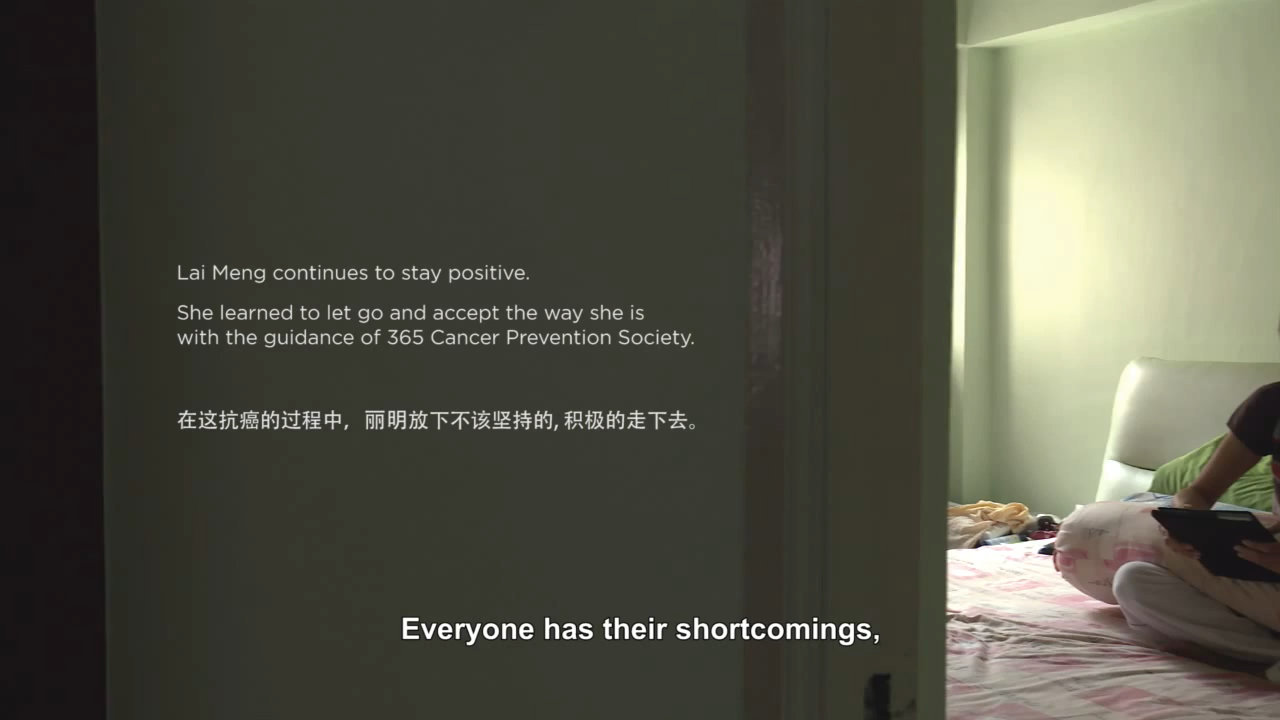 Lai Meng continues to stay positive.
She learned to let go and accept the way she is
with the guidance of 365 Cancer Prevention Society.
在这抗癌的过程中, 丽明放下不该坚持的, 积极的走下去。
Everyone has their shortcomings,